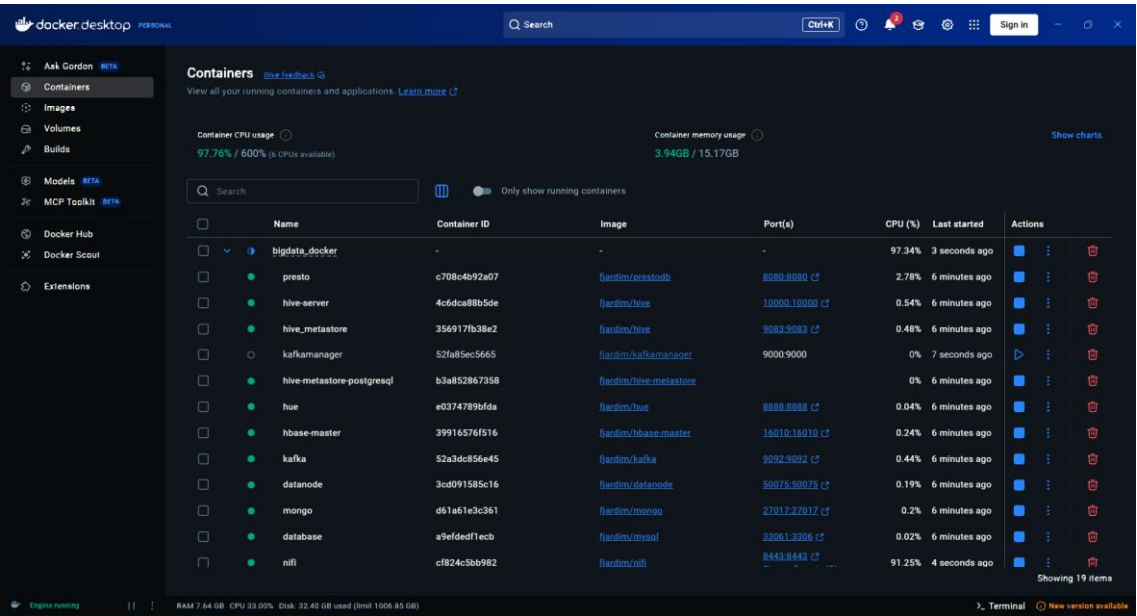 docker.desktop PERSONAL
Search
Ctrl+K
2
Sign in
Ask Gordon BETA
Containers
Images
Volumes
Builds
Models BETA
MCP Toolkit BETA
Docker Hub
Docker Scout
Extensions
Containers Give feedback
View all your running containers and applications. Learn more
Container CPU usage
97.76% / 600% (6 CPUs available)
Container memory usage
3.94GB / 15.17GB
Show charts
Search
Only show running containers
Name Container ID Image Port(s) CPU (%) Last started Actions
bigdata_docker - - - 97.34% 3 seconds ago
presto c708c4b92a07 fjardim/prestodb 8080:8080 2.78% 6 minutes ago
hive-server 4c6dca88b5de fjardim/hive 10000:10000 0.54% 6 minutes ago
hive_metastore 356917fb38e2 fjardim/hive 9083:9083 0.48% 6 minutes ago
kafkamanager 52fa85ec5665 fjardim/kafkamanager 9000:9000 0% 7 seconds ago
hive-metastore-postgresql b3a852867358 fjardim/hive-metastore 0% 6 minutes ago
hue e0374789bfda fjardim/hue 8888:8888 0.04% 6 minutes ago
hbase-master 39916576f516 fjardim/hbase-master 16010:16010 0.24% 6 minutes ago
kafka 52a3dc856e45 fjardim/kafka 9092:9092 0.44% 6 minutes ago
datanode 3cd091585c16 fjardim/datanode 50075:50075 0.19% 6 minutes ago
mongo d61a61e3c361 fjardim/mongo 27017:27017 0.2% 6 minutes ago
database a9efdedf1ecb fjardim/mysql 33061:3306 0.02% 6 minutes ago
nifi cf824c5bb982 fjardim/nifi 8443:8443 91.25% 4 seconds ago
Showing 19 items
Engine running
RAM 7.64 GB CPU 33.00% Disk: 32.40 GB used (limit 1006.85 GB)
Terminal
New version available